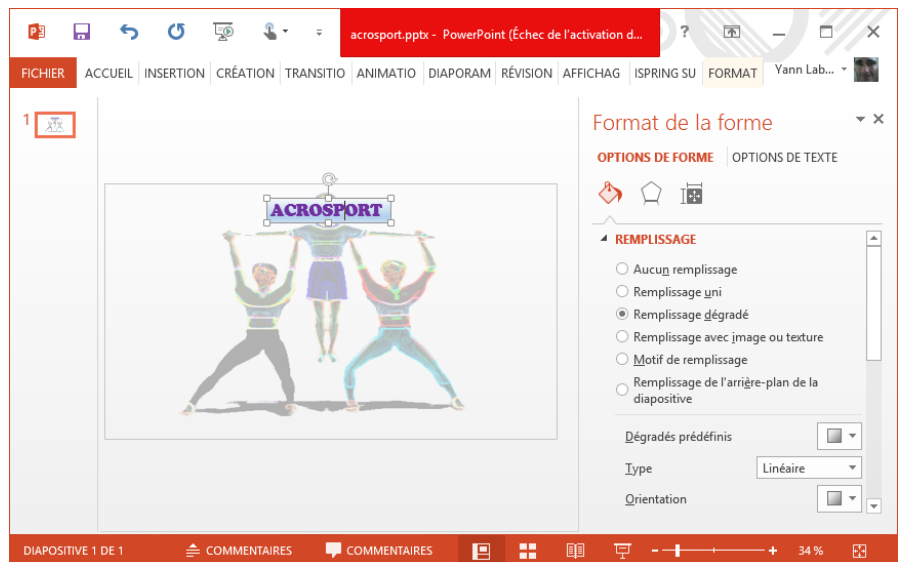 acrosport.pptx - PowerPoint (Échec de l'activation d...
?
FICHIER ACCUEIL INSERTION CRÉATION TRANSITIO ANIMATIO DIAPORAM RÉVISION AFFICHAG ISPRING SU FORMAT Yann Lab...
1
ACROSPORT
Format de la forme
OPTIONS DE FORME OPTIONS DE TEXTE
REMPLISSAGE
Aucun remplissage
Remplissage uni
Remplissage dégradé
Remplissage avec image ou texture
Motif de remplissage
Remplissage de l'arrière-plan de la
diapositive
Dégradés prédéfinis
Type Linéaire
Orientation
DIAPOSITIVE 1 DE 1 COMMENTAIRES COMMENTAIRES - + 34 %